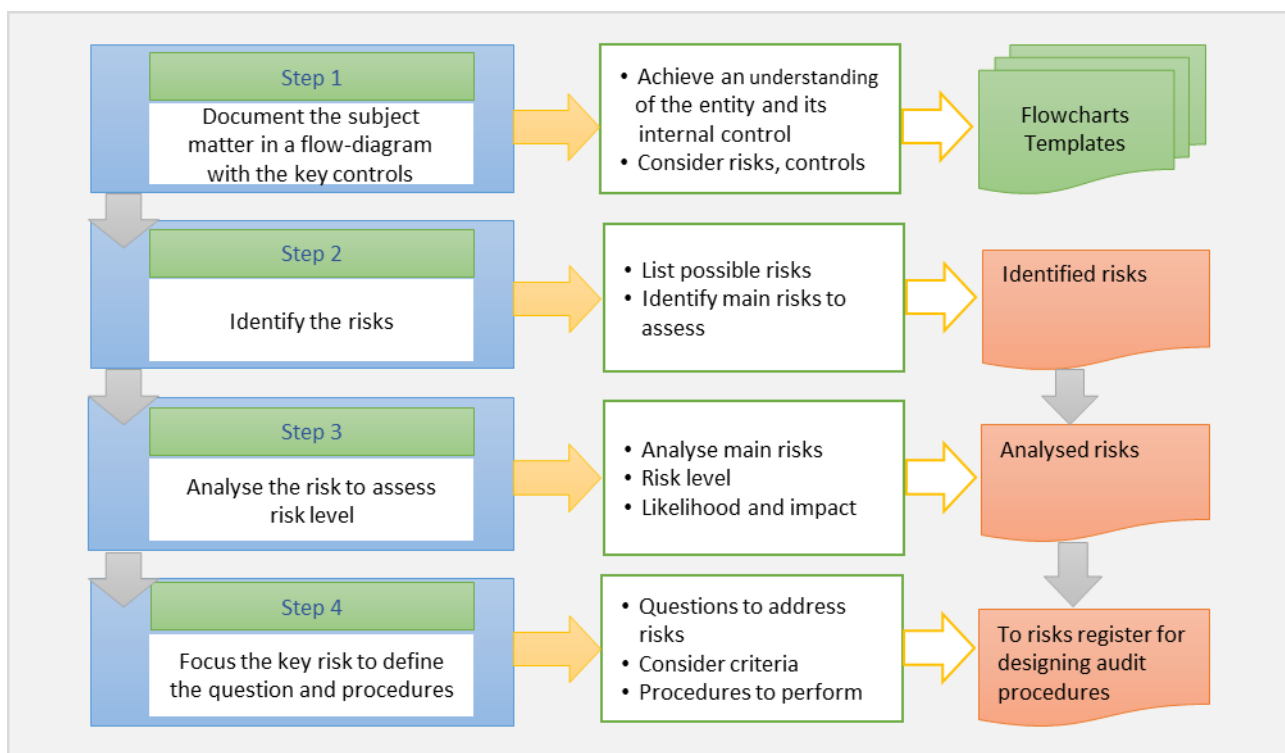 Step 1
Document the subject
matter in a flow-diagram
with the key controls
• Achieve an understanding
of the entity and its
internal control
• Consider risks, controls
Flowcharts
Templates
Step 2
Identify the risks
• List possible risks
• Identify main risks to
assess
Identified risks
Step 3
Analyse the risk to assess
risk level
• Analyse main risks
• Risk level
• Likelihood and impact
Analysed risks
Step 4
Focus the key risk to define
the question and procedures
• Questions to address
risks
• Consider criteria
• Procedures to perform
To risks register for
designing audit
procedures